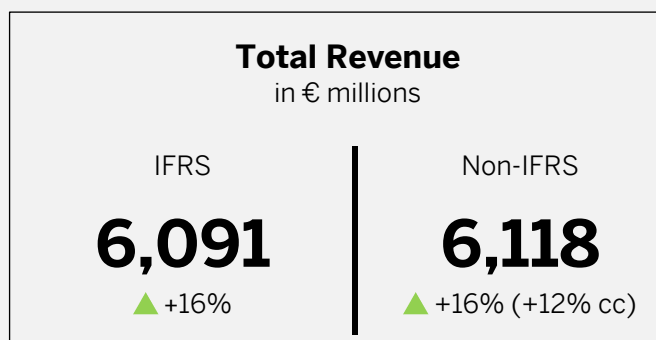 Total Revenue
in € millions
IFRS
6,091
+16%
Non-IFRS
6,118
+16% (+12% cc)